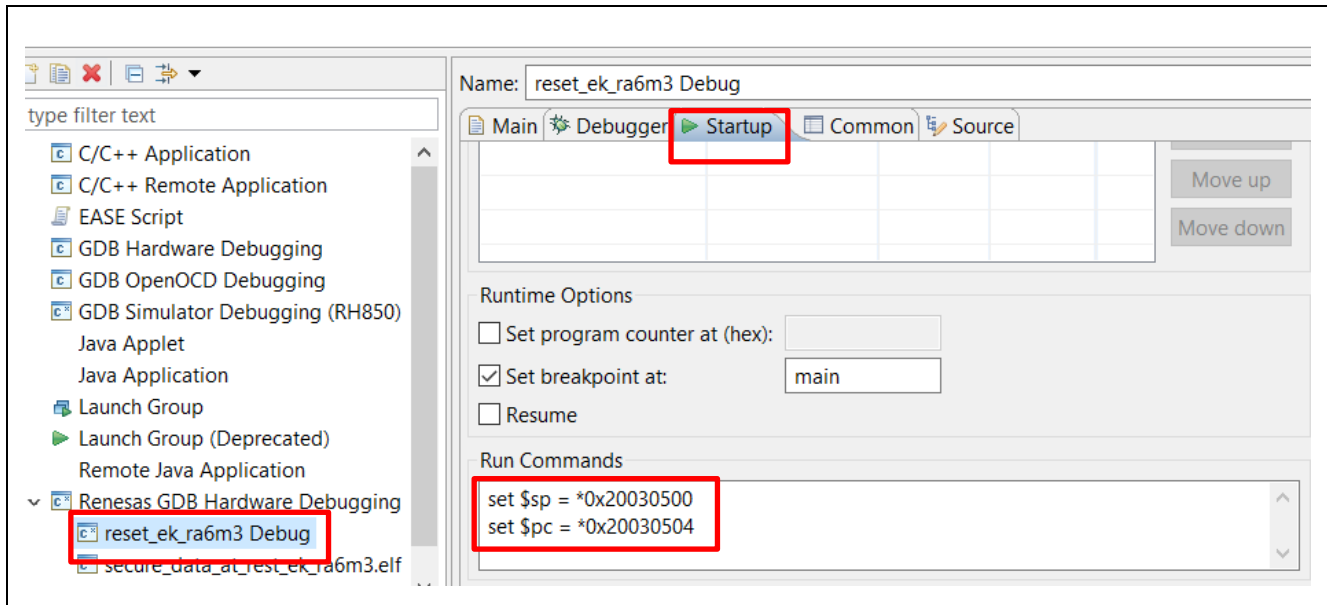 Name: reset_ek_ra6m3 Debug
type filter text
Main Debugger Startup Common Source
C/C++ Application
C/C++ Remote Application
EASE Script
GDB Hardware Debugging
GDB OpenOCD Debugging
GDB Simulator Debugging (RH850)
Java Applet
Java Application
Launch Group
Launch Group (Deprecated)
Remote Java Application
Renesas GDB Hardware Debugging
reset_ek_ra6m3 Debug
secure_data_at_rest_ek_ra6m3.elf
Move up
Move down
Runtime Options
Set program counter at (hex):
Set breakpoint at: main
Resume
Run Commands
set $sp = *0x20030500
set $pc = *0x20030504